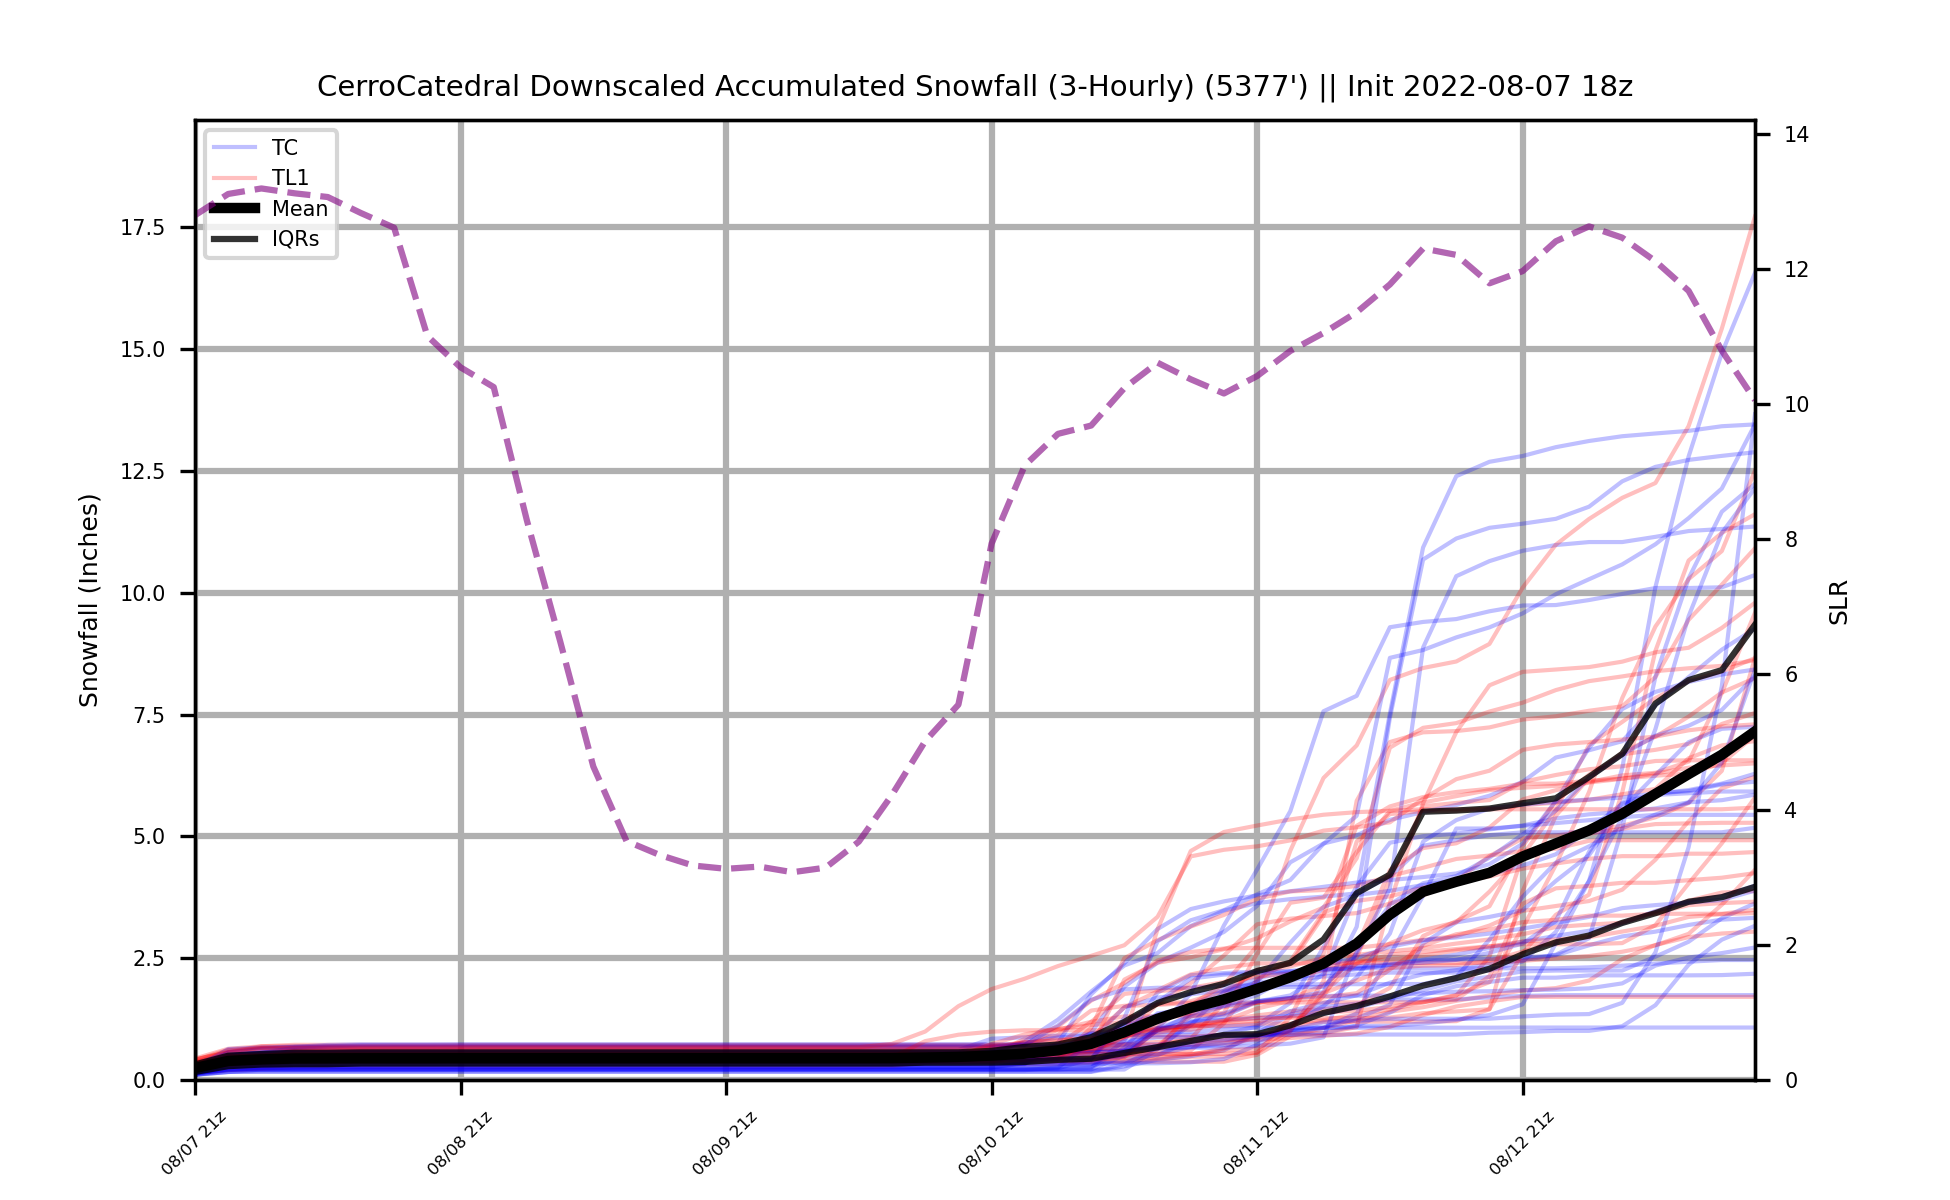 CerroCatedral Downscaled Accumulated Snowfall (3-Hourly) (5377') || Init 2022-08-07 18z
TC
TL1
Mean
IQRs
17.5
15.0
12.5
10.0
7.5
5.0
2.5
0.0
Snowfall (Inches)
14
12
10
8
6
4
2
0
SLR
08/07 21z
08/08 21z
08/09 21z
08/10 21z
08/11 21z
08/12 21z